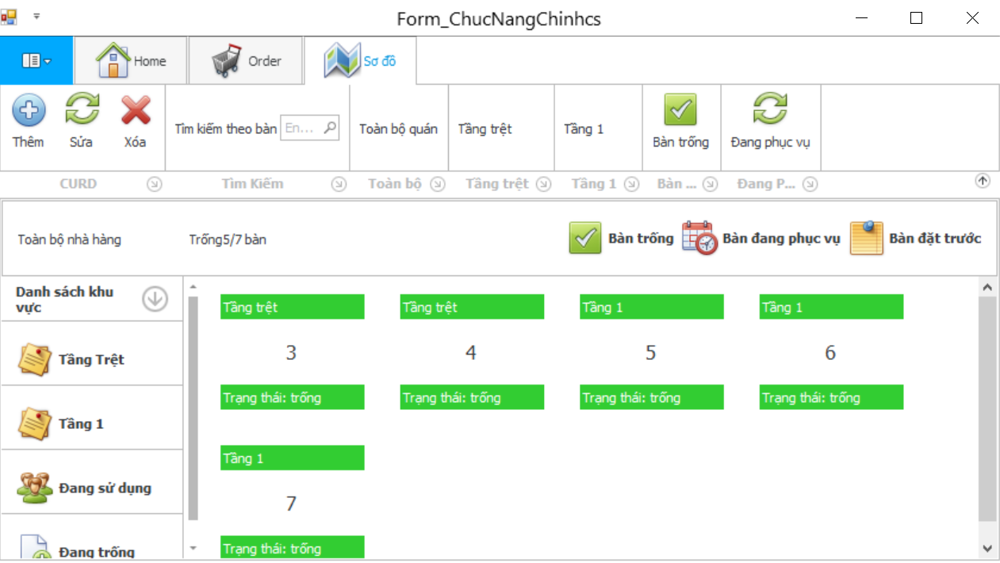 Form_ChucNangChinhcs
Home
Order
Sơ đồ
Thêm
Sửa
Xóa
Tìm kiếm theo bàn
En...
Toàn bộ quán
Tầng trệt
Tầng 1
Bàn trống
Đang phục vụ
CURD
Tìm Kiếm
Toàn bộ
Tầng trệt
Tầng 1
Bàn ...
Đang P...
Toàn bộ nhà hàng
Trống5/7 bàn
Bàn trống
Bàn đang phục vụ
Bàn đặt trước
Danh sách khu
vực
Tầng Trệt
Tầng 1
Đang sử dụng
Đang trống
Tầng trệt
3
Trạng thái: trống
Tầng trệt
4
Trạng thái: trống
Tầng 1
5
Trạng thái: trống
Tầng 1
6
Trạng thái: trống
Tầng 1
7
Trạng thái: trống